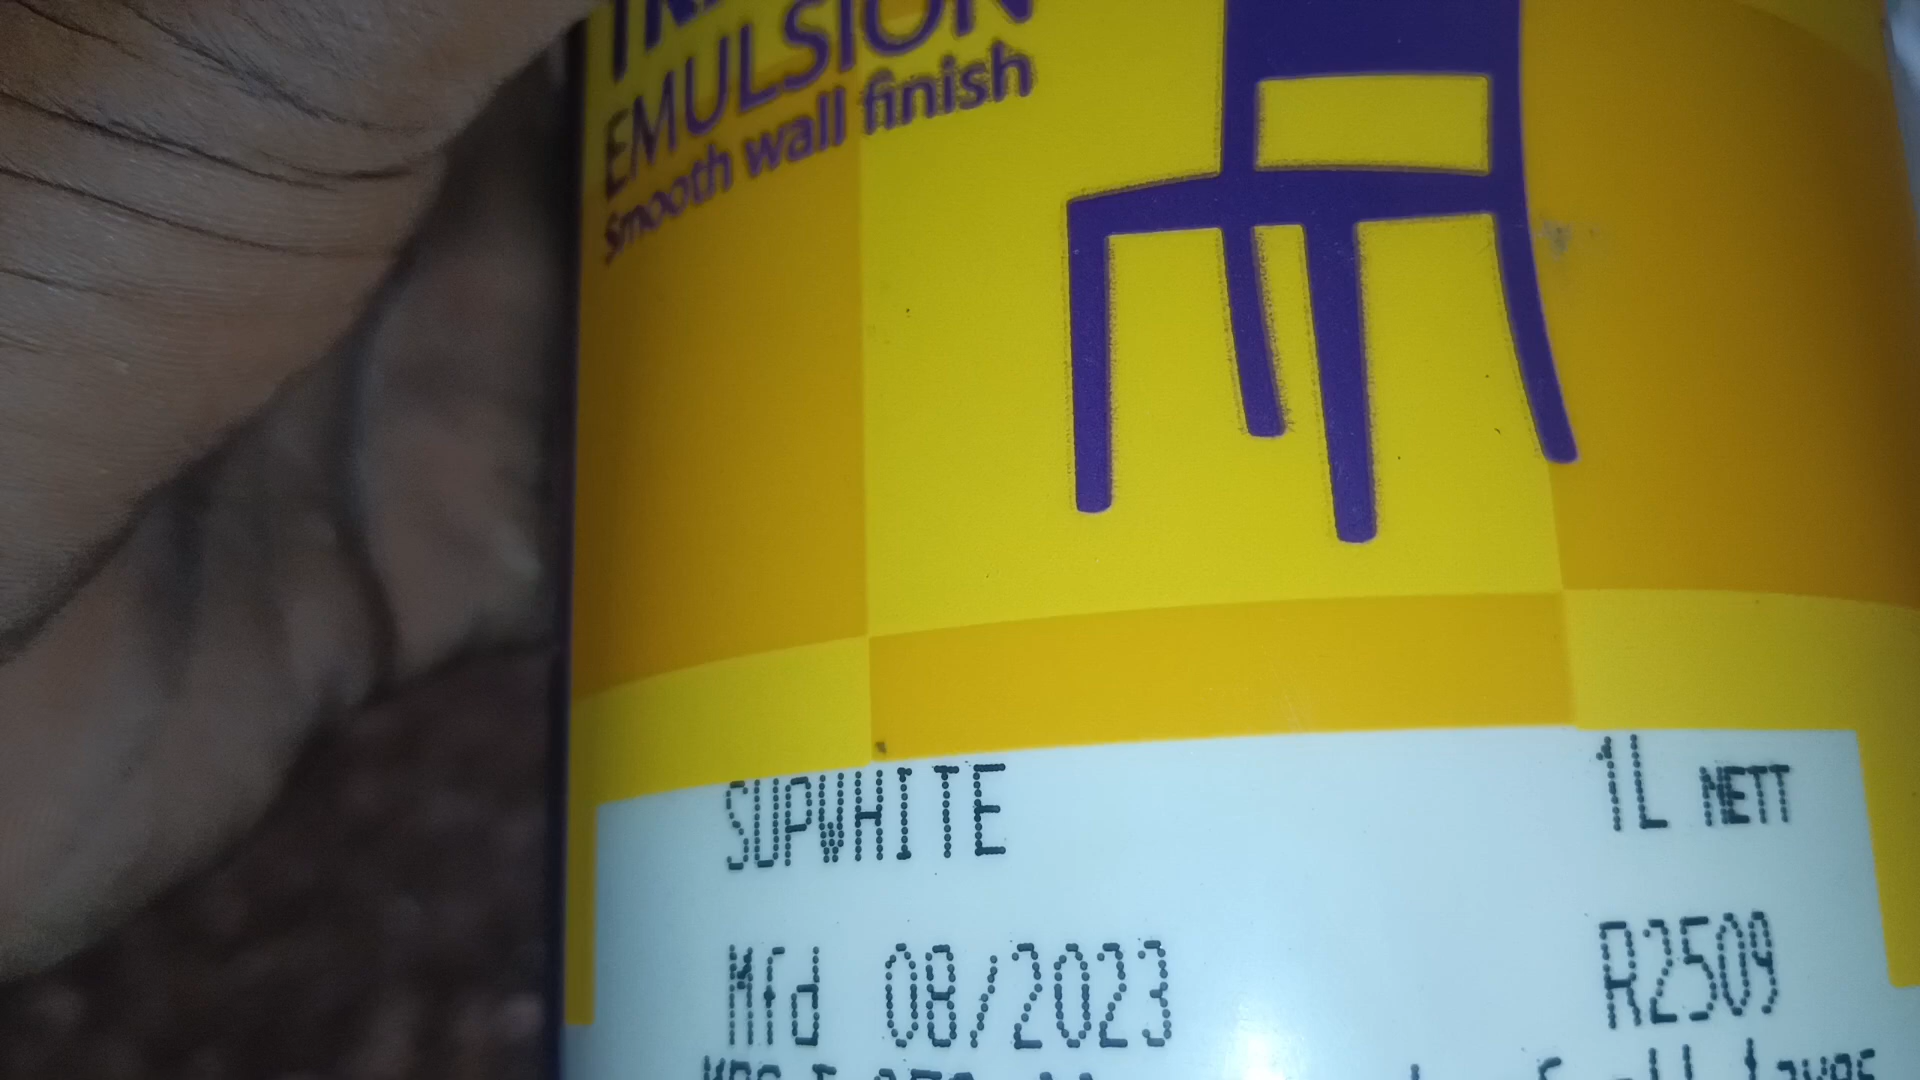 EMULSION
Smooth wall finish
SUPWHITE 1L NETT
Mfd 08/2023 R2509